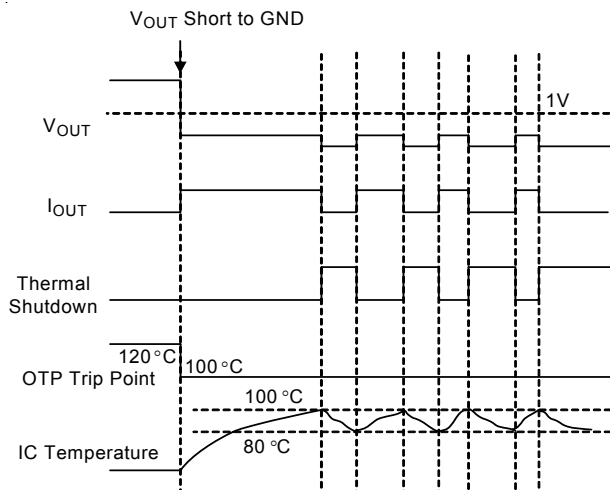 VOUT Short to GND
1V
VOUT
IOUT
Thermal
Shutdown
120 °C
100 °C
OTP Trip Point
100 °C
80 °C
IC Temperature